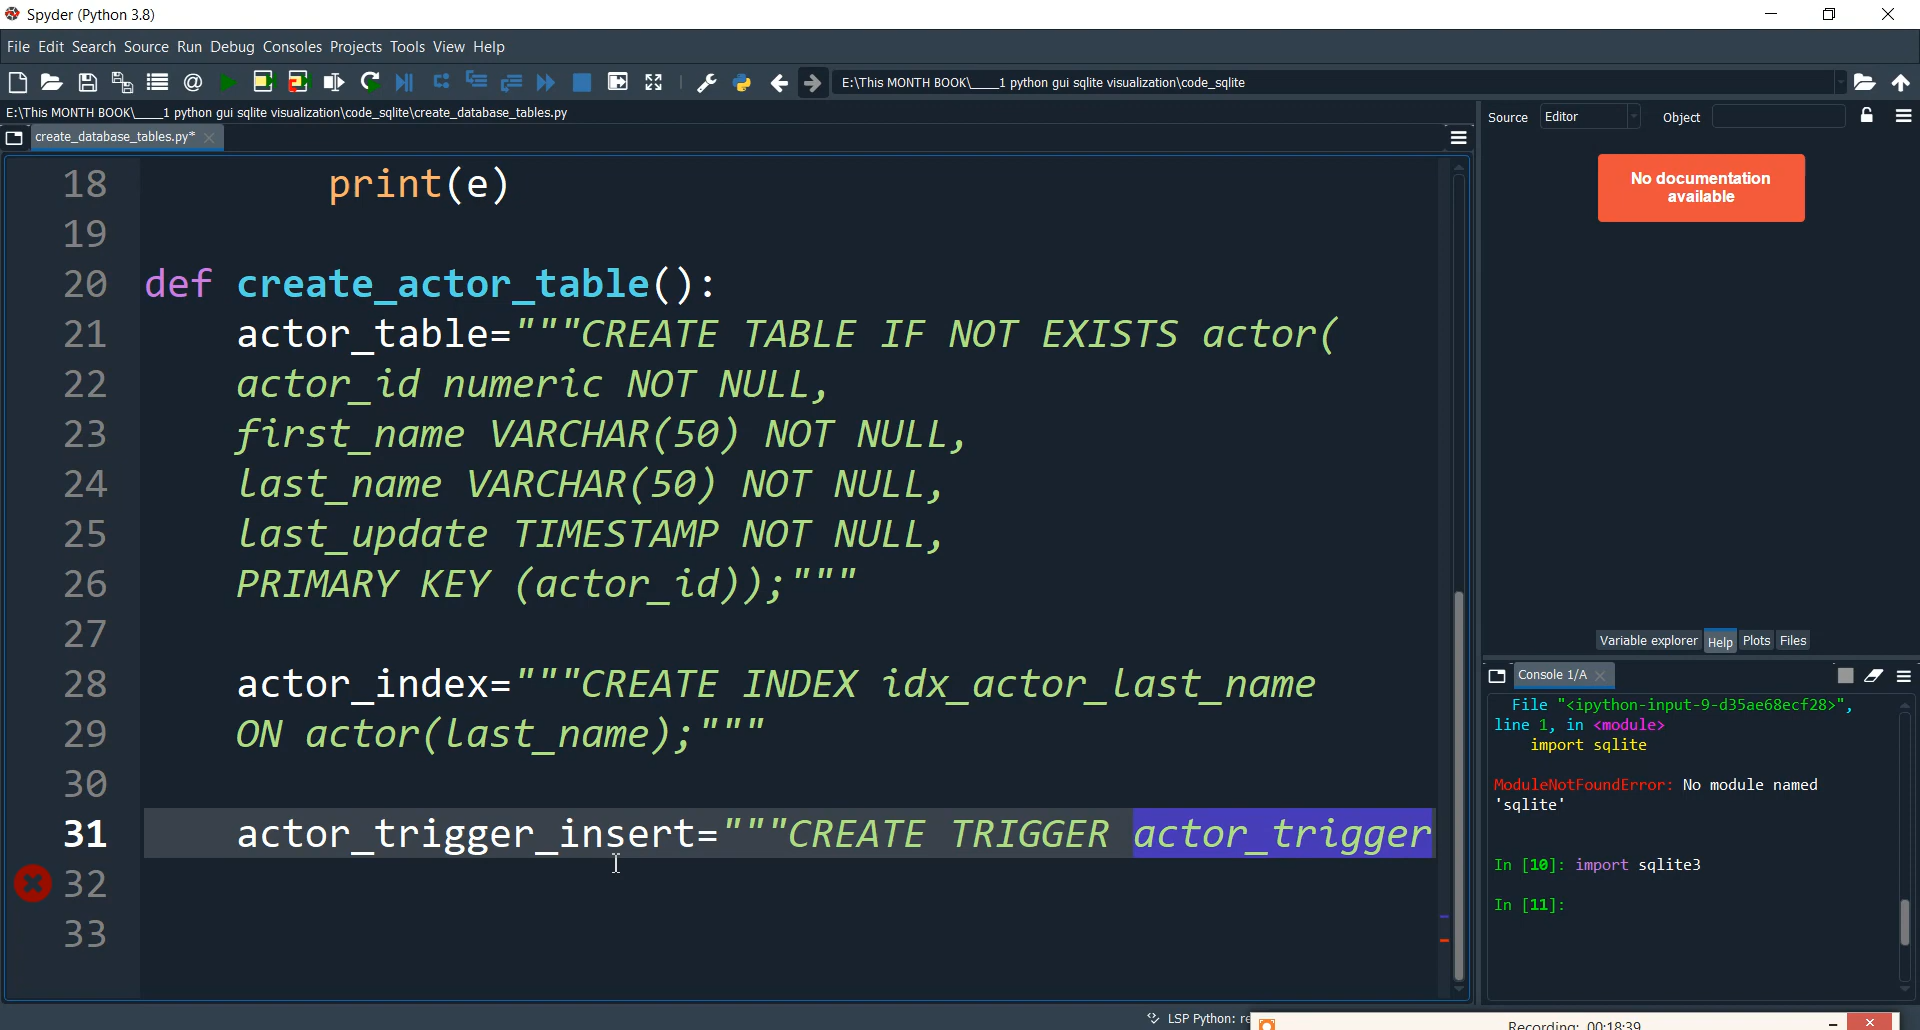 Spyder (Python 3.8)
File Edit Search Source Run Debug Consoles Projects Tools View Help
E:\This MONTH BOOK\____1 python gui sqlite visualization\code_sqlite
E:\This MONTH BOOK\____1 python gui sqlite visualization\code_sqlite\create_database_tables.py
create_database_tables.py*
18 print(e)
19
20 def create_actor_table():
21 actor_table="""CREATE TABLE IF NOT EXISTS actor(
22 actor_id numeric NOT NULL,
23 first_name VARCHAR(50) NOT NULL,
24 last_name VARCHAR(50) NOT NULL,
25 last_update TIMESTAMP NOT NULL,
26 PRIMARY KEY (actor_id));"""
27
28 actor_index="""CREATE INDEX idx_actor_last_name
29 ON actor(last_name);"""
30
31 actor_trigger_insert="""CREATE TRIGGER actor_trigger
32
33
Source Editor Object
No documentation
available
Variable explorer Help Plots Files
Console 1/A
File "<ipython-input-9-d35ae68ecf28>",
line 1, in <module>
import sqlite
ModuleNotFoundError: No module named
'sqlite'
In [10]: import sqlite3
In [11]:
LSP Python: re
Recording: 00:18:39